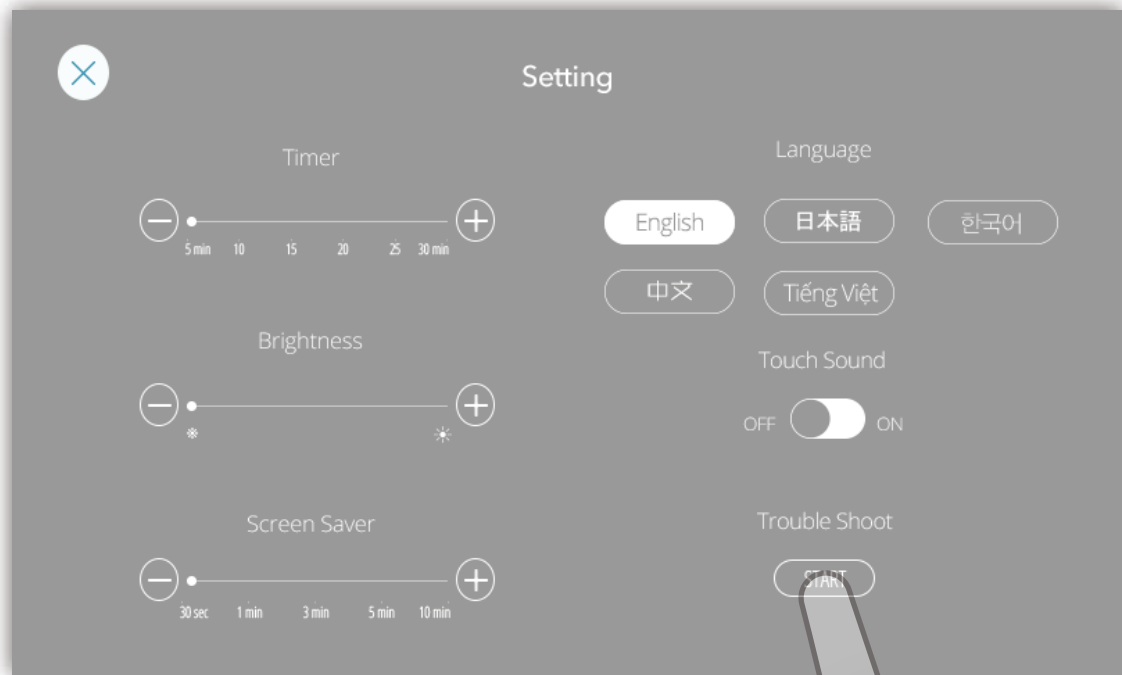 Setting
Timer
5 min 10 15 20 25 30 min
Brightness
Screen Saver
30 sec 1 min 3 min 5 min 10 min
Language
English 日本語 한국어
中文 Tiếng Việt
Touch Sound
OFF ON
Trouble Shoot
START